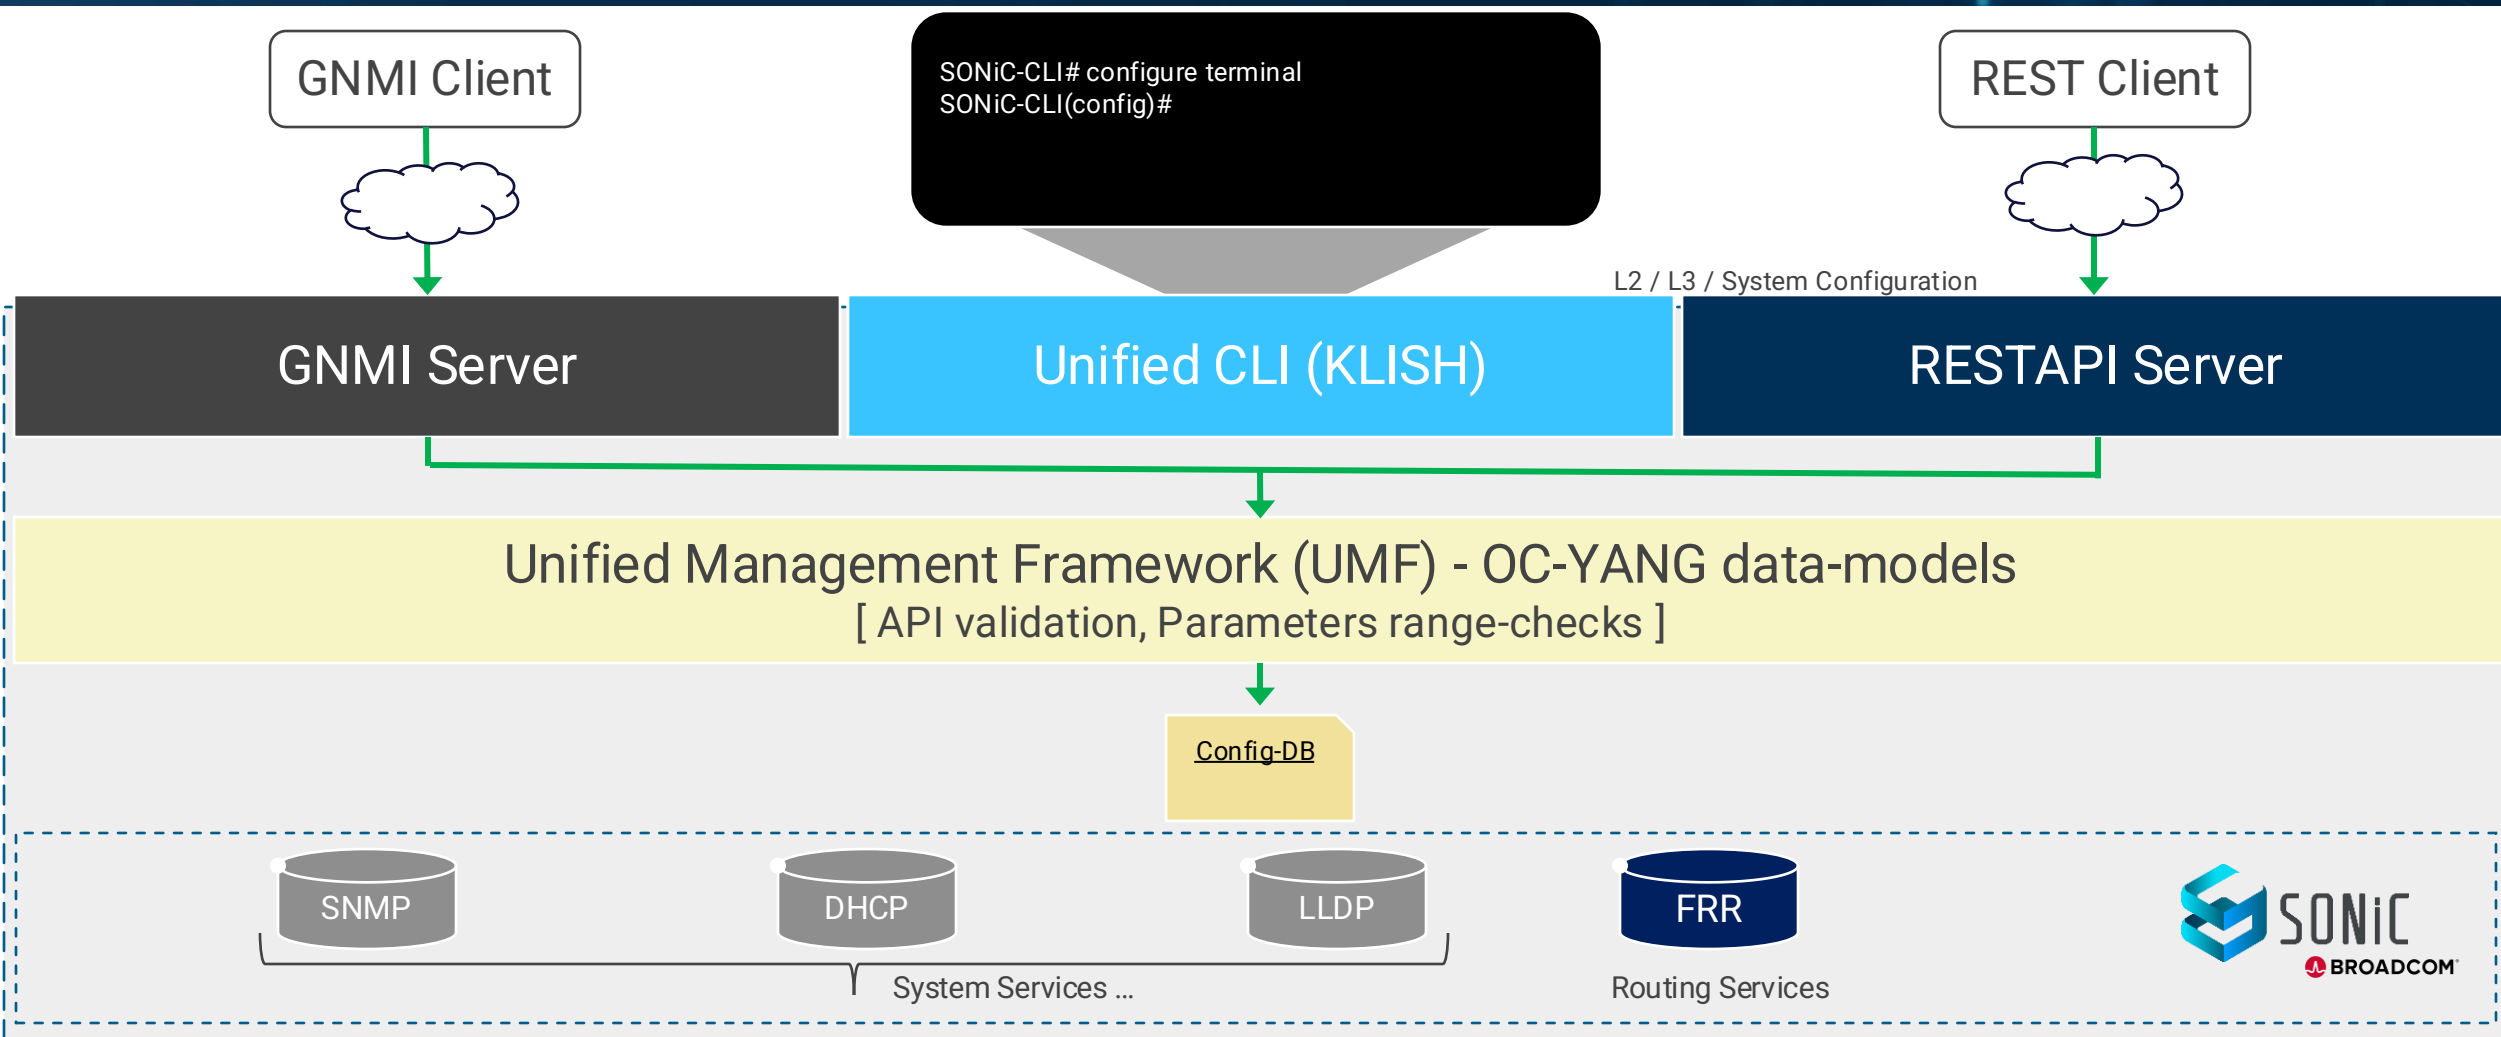 GNMI Client
SONiC-CLI# configure terminal
SONiC-CLI(config)#
REST Client
L2 / L3 / System Configuration
GNMI Server
Unified CLI (KLISH)
RESTAPI Server
Unified Management Framework (UMF) - OC-YANG data-models
[ API validation, Parameters range-checks ]
Config-DB
SNMP
DHCP
LLDP
FRR
SONiC
BROADCOM
System Services ...
Routing Services